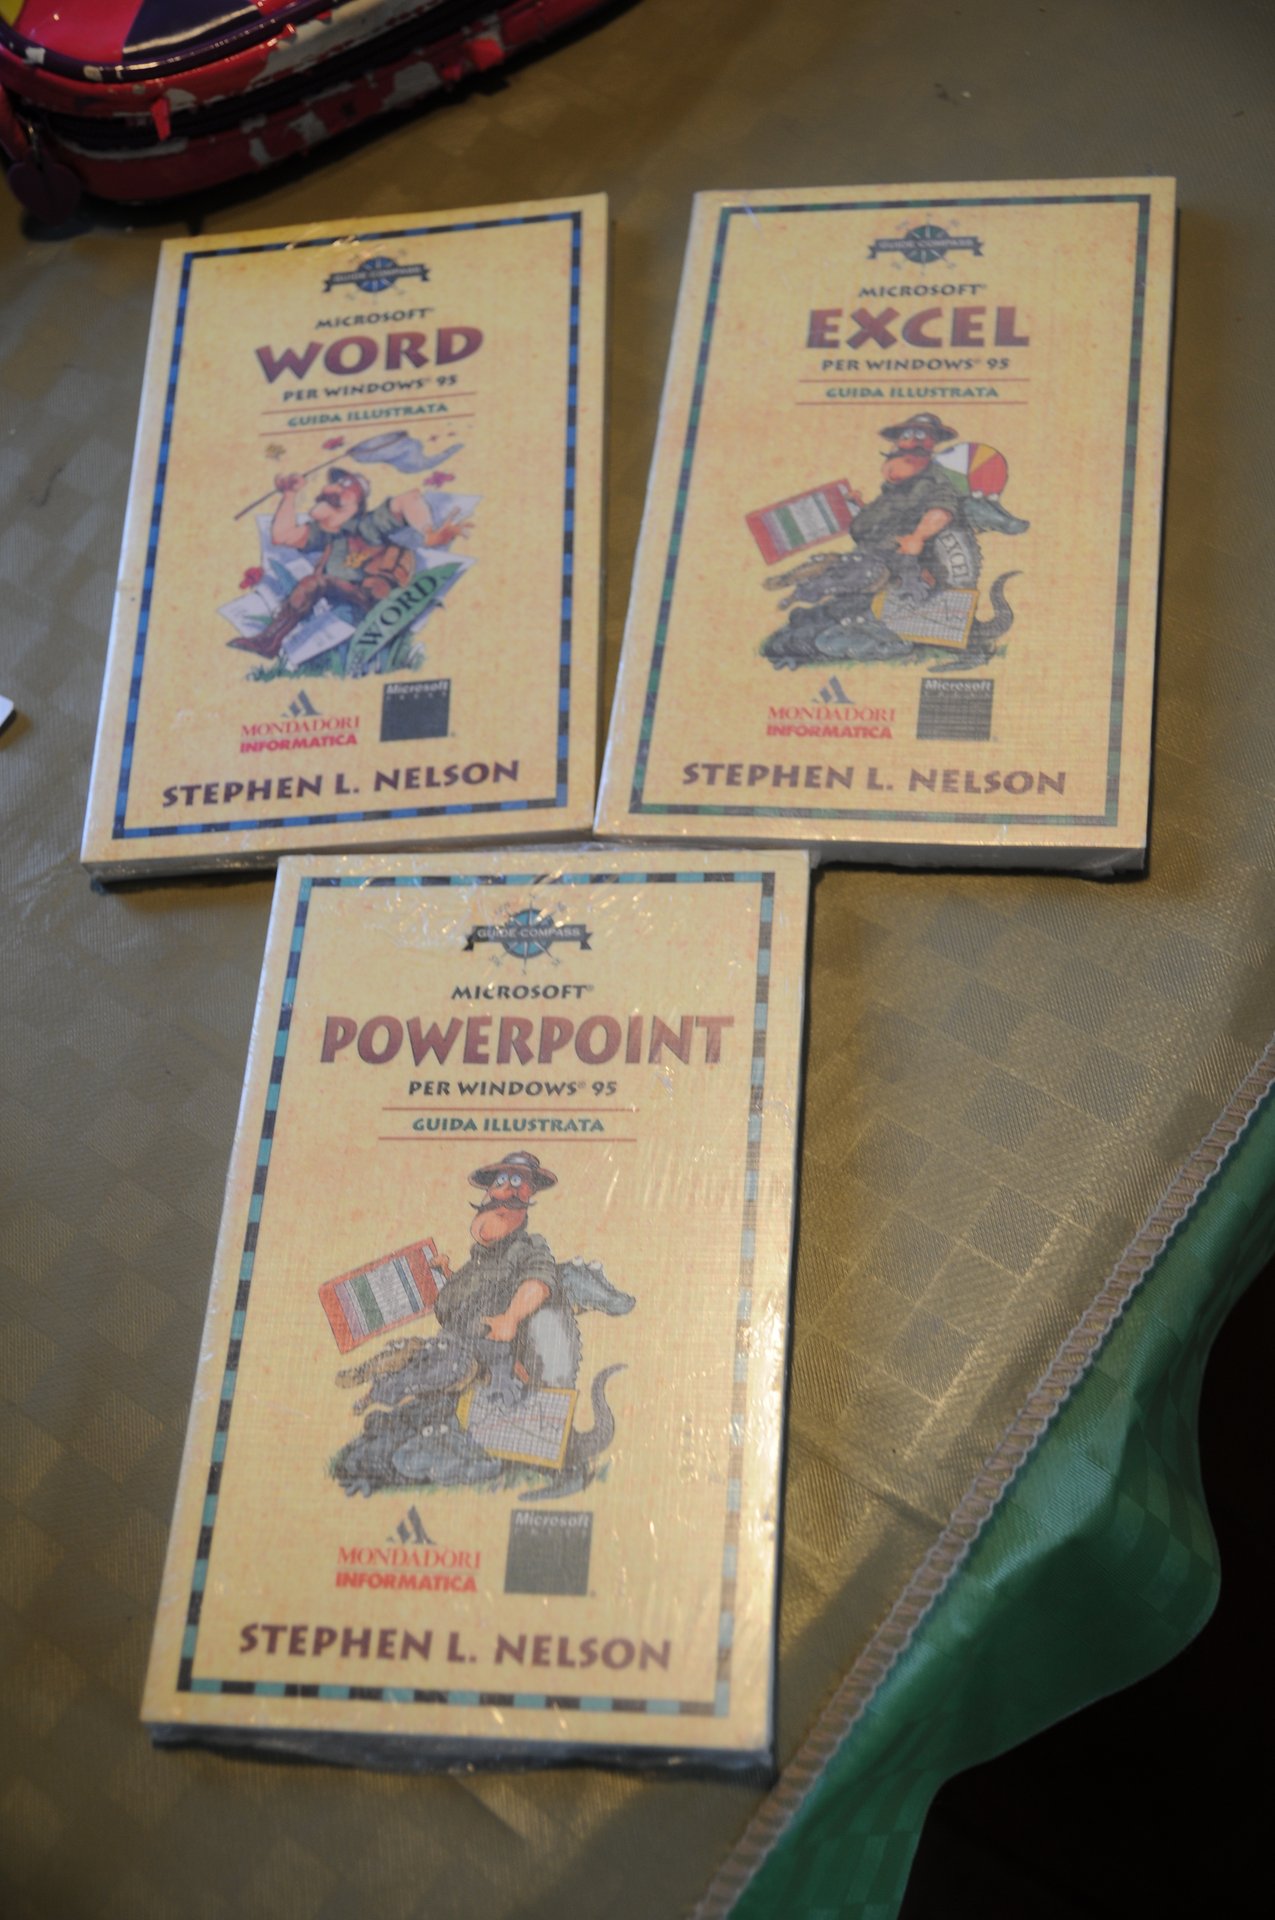 GUIDE COMPASS
MICROSOFT®
WORD
PER WINDOWS® 95
GUIDA ILLUSTRATA
WORD
MONDADORI
INFORMATICA
Microsoft
STEPHEN L. NELSON
GUIDE COMPASS
MICROSOFT®
EXCEL
PER WINDOWS® 95
GUIDA ILLUSTRATA
EXCEL
MONDADORI
INFORMATICA
Microsoft
STEPHEN L. NELSON
GUIDE COMPASS
MICROSOFT®
POWERPOINT
PER WINDOWS® 95
GUIDA ILLUSTRATA
MONDADORI
INFORMATICA
Microsoft
PRESS
STEPHEN L. NELSON